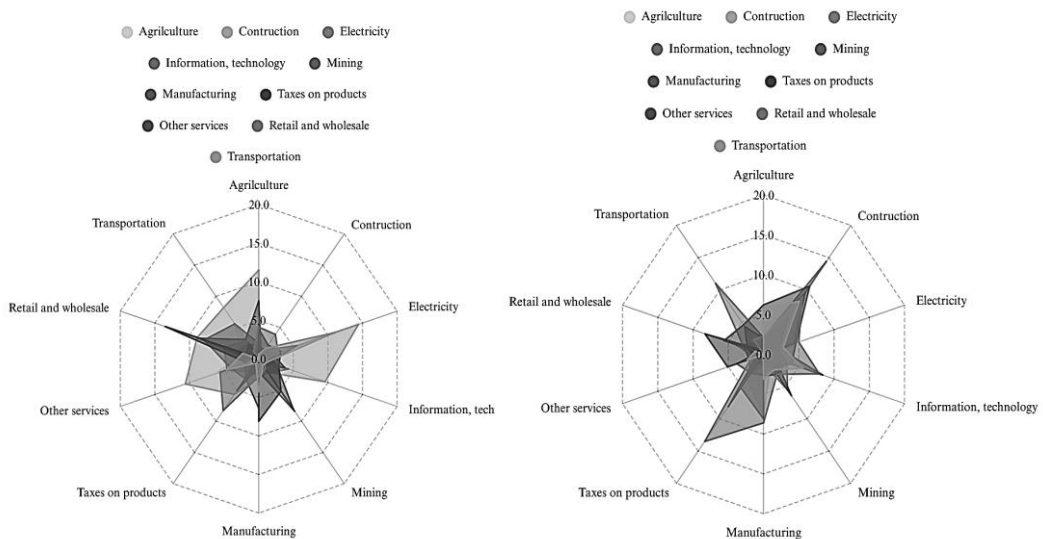 Agrilculture Contruction Electricity
Information, technology Mining
Manufacturing Taxes on products
Other services Retail and wholesale
Transportation
Agrilculture
20.0
Transportation
Contruction
15.0
10.0
Retail and wholesale
Electricity
5.0
0.0
Other services
Information, tech
Taxes on products
Mining
Manufacturing
Agrilculture Contruction Electricity
Information, technology Mining
Manufacturing Taxes on products
Other services Retail and wholesale
Transportation
Agrilculture
20.0
Transportation
Contruction
15.0
10.0
Retail and wholesale
Electricity
5.0
0.0
Other services
Information, technology
Taxes on products
Mining
Manufacturing